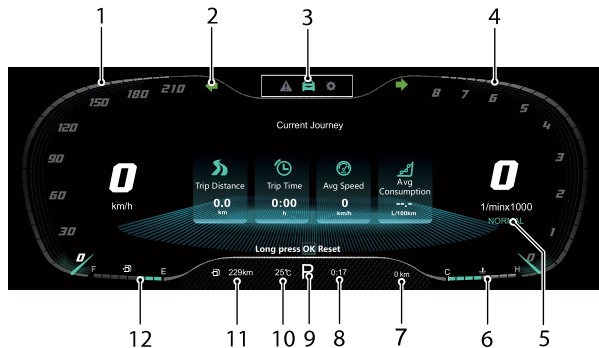 1 2 3 4
150 180 210
8 7 6 5 4 3 2 1 0
120 90 60 30 0
Current Journey
Trip Distance Trip Time Avg Speed Avg Consumption
0.0 0:00 0 --.-
km h km/h L/100km
0
km/h
0
1/minx1000
NORMAL
Long press OK Reset
F E
C H
229km 25℃ P 0:17 0 km
12 11 10 9 8 7 6 5